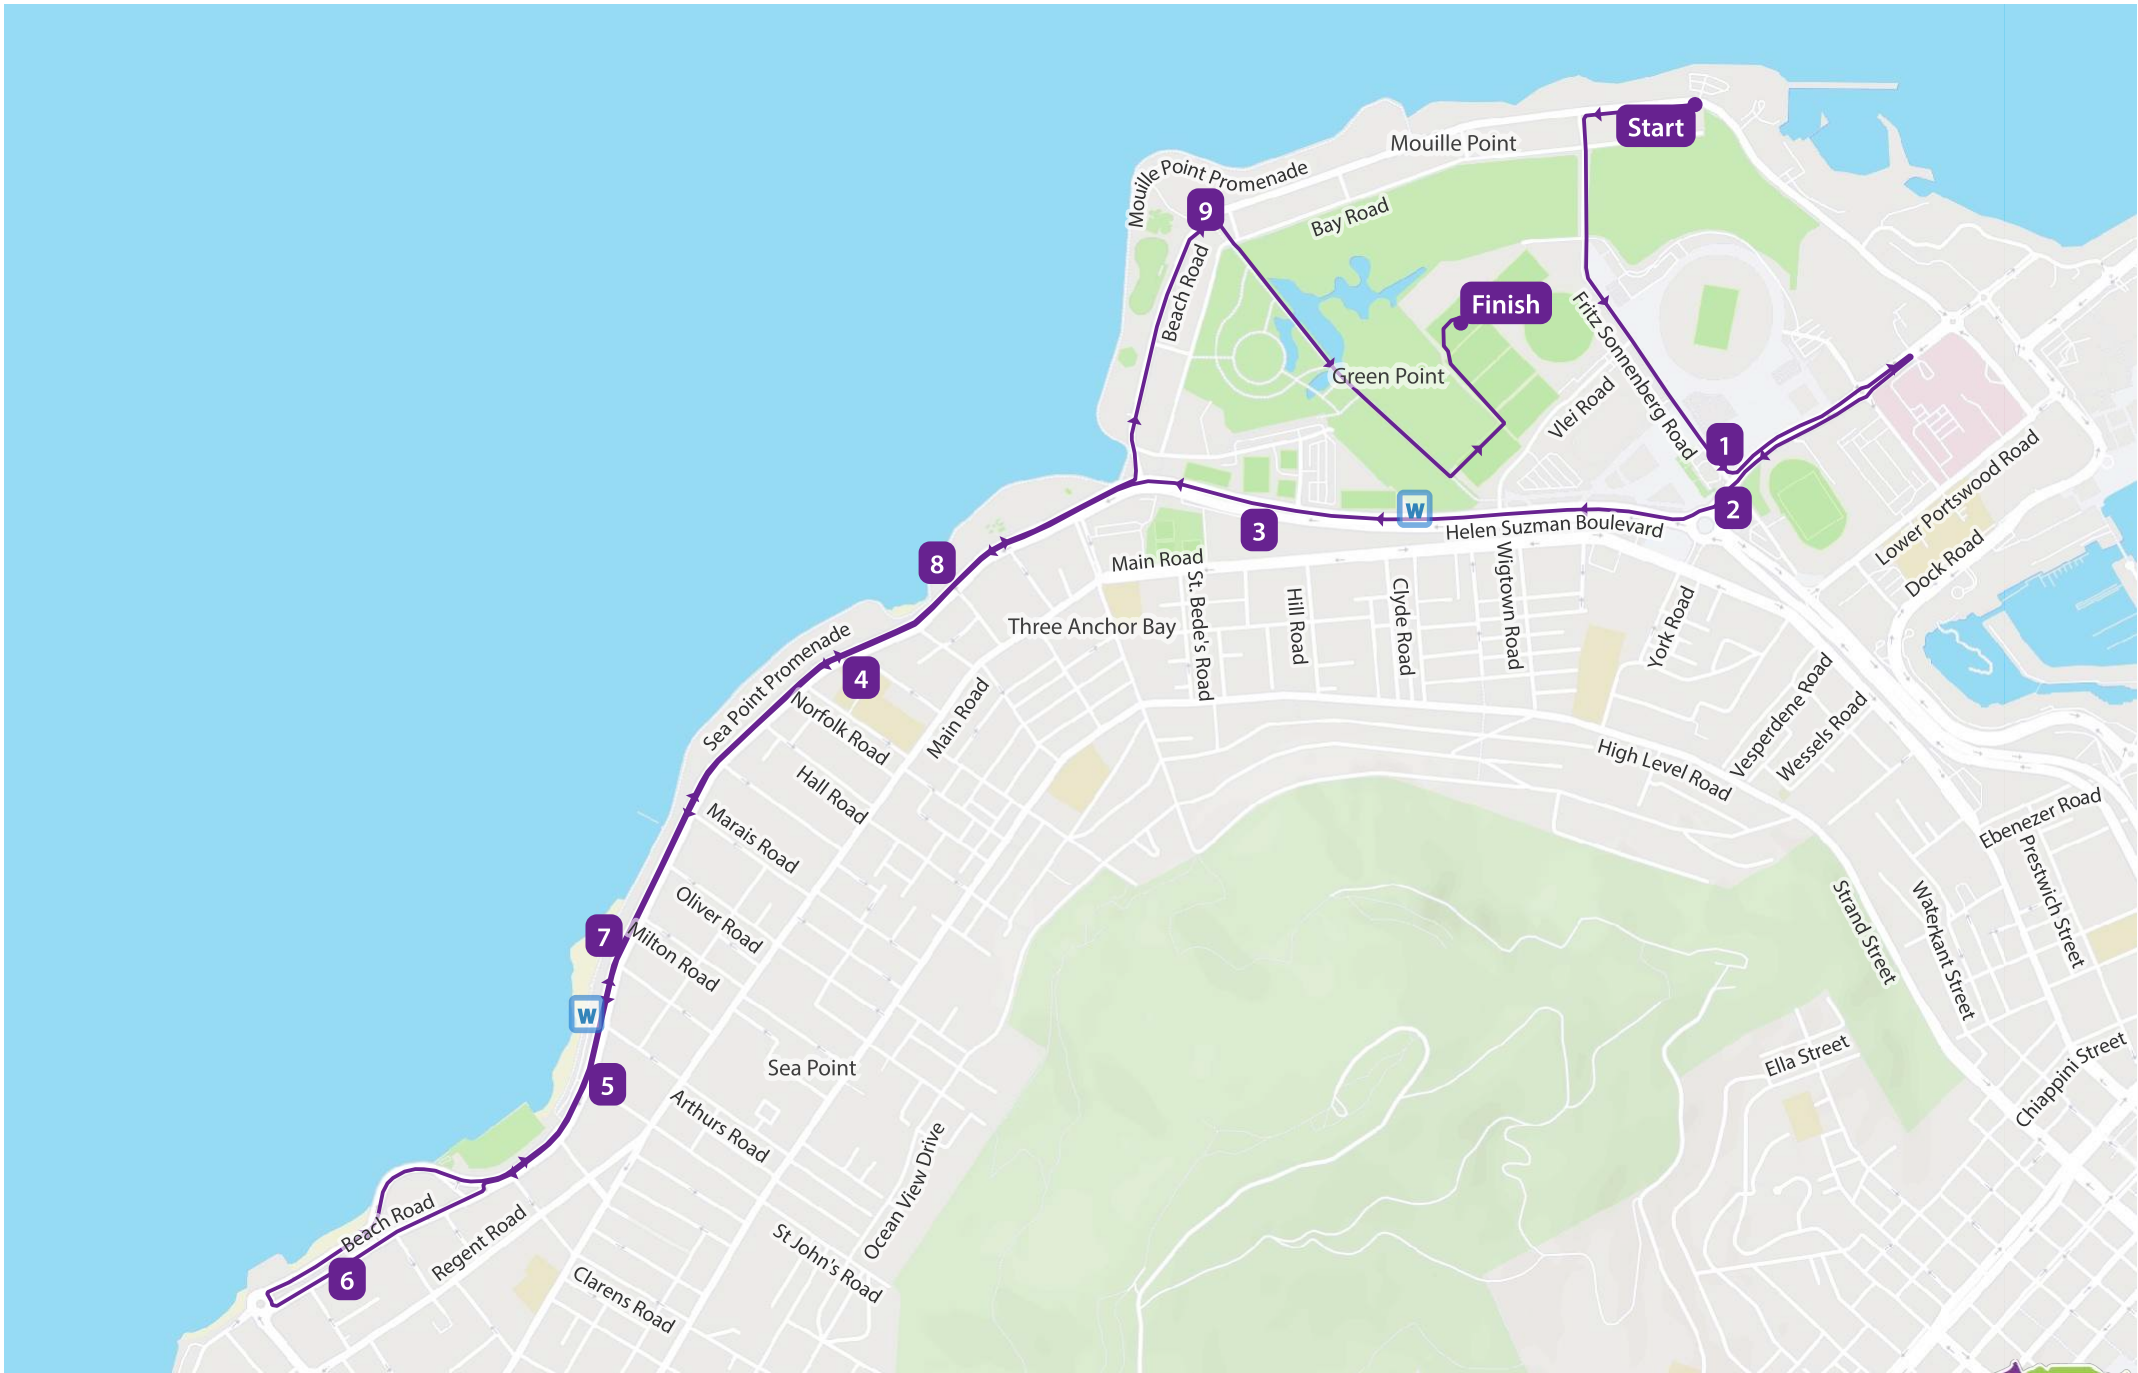 Start
Mouille Point
Mouille Point Promenade
9
Bay Road
Beach Road
Finish
Fritz Sonnenberg Road
Green Point
Vlei Road
1
2
W
3
Helen Suzman Boulevard
Lower Portswood Road
Dock Road
8
Main Road
St. Bede's Road
Hill Road
Clyde Road
Wigtown Road
York Road
Three Anchor Bay
Sea Point Promenade
4
Norfolk Road
Main Road
Vesperdene Road
Wessels Road
High Level Road
Hall Road
Marais Road
Ebenezer Road
Prestwich Street
Oliver Road
Strand Street
Waterkant Street
7
Milton Road
W
Sea Point
Ella Street
Chiappini Street
5
Arthurs Road
Ocean View Drive
Beach Road
Regent Road
St John's Road
6
Clarens Road